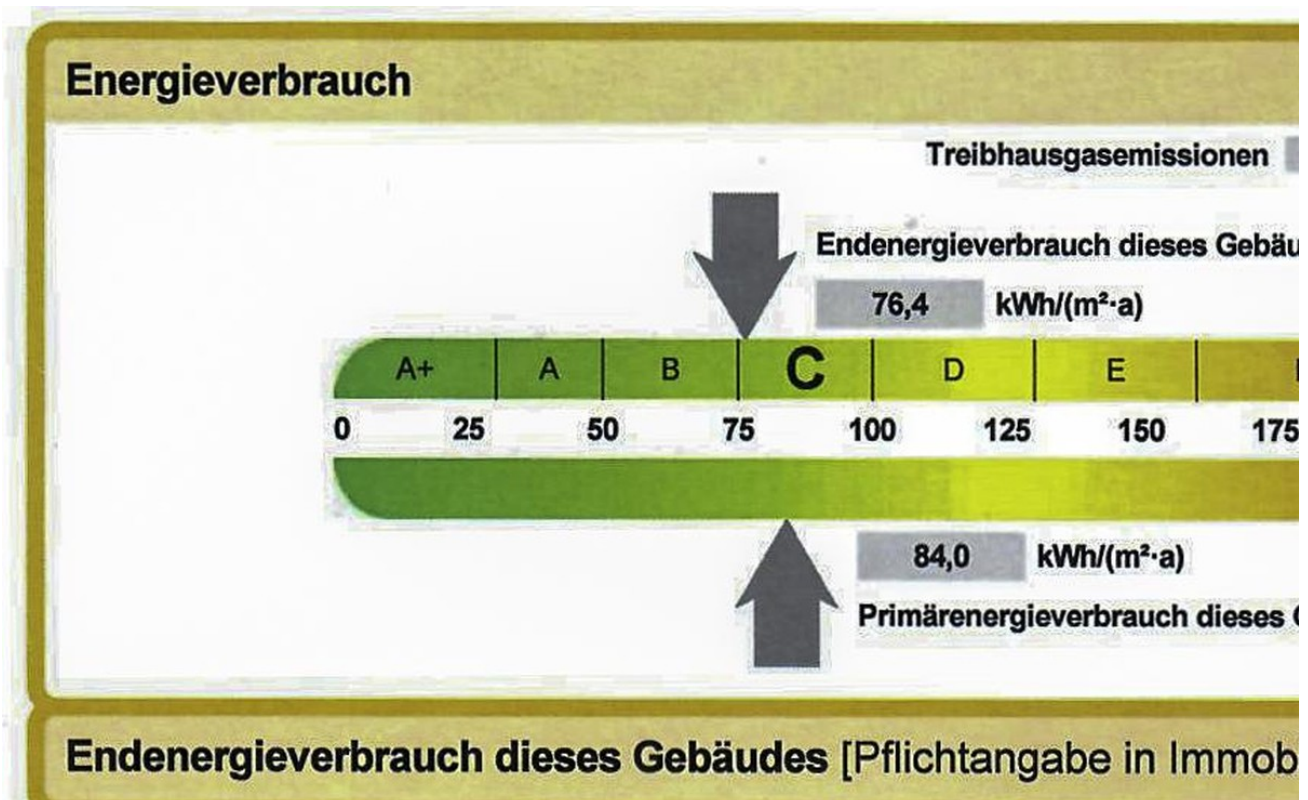 Energieverbrauch
Treibhausgasemissionen
Endenergieverbrauch dieses Gebäu
76,4 kWh/(m²·a)
A+ A B C D E
0 25 50 75 100 125 150 175
84,0 kWh/(m²·a)
Primärenergieverbrauch dieses
Endenergieverbrauch dieses Gebäudes [Pflichtangabe in Immob